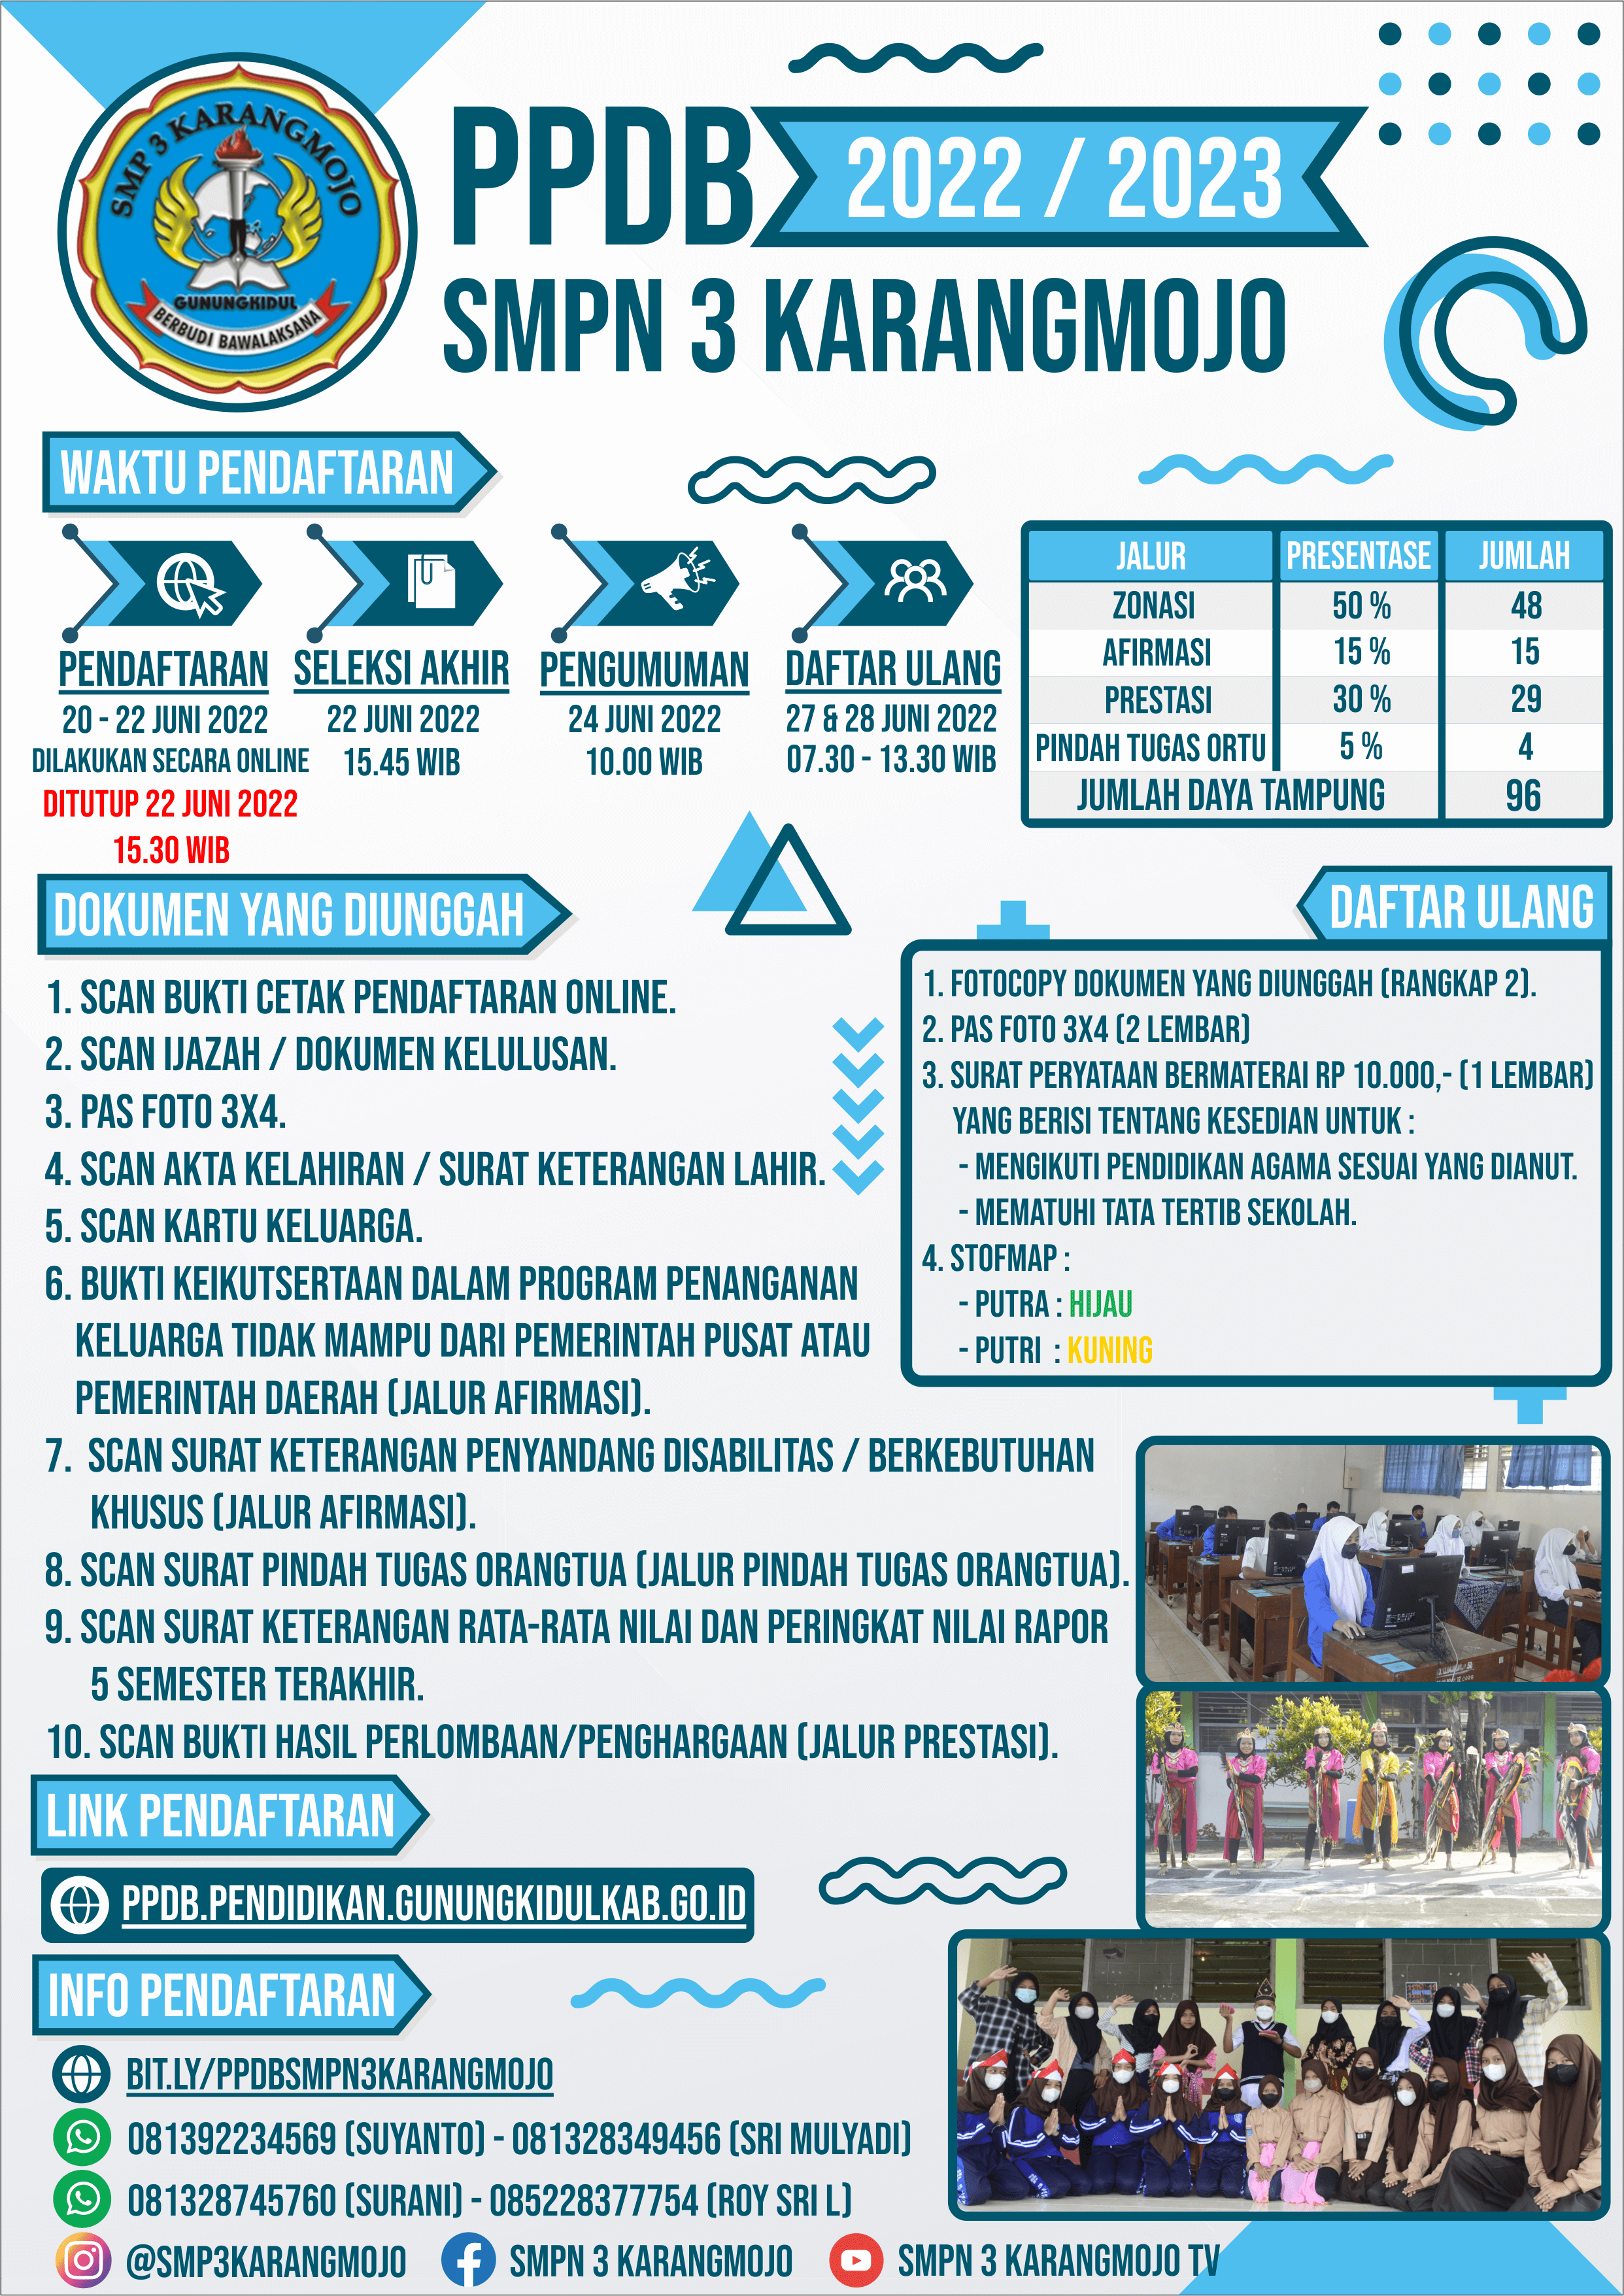 SMP 3 KARANGMOJO
GUNUNGKIDUL
BERBUDI BAWALAKSANA
PPDB 2022 / 2023
SMPN 3 KARANGMOJO
WAKTU PENDAFTARAN
PENDAFTARAN
20 - 22 JUNI 2022
DILAKUKAN SECARA ONLINE
DITUTUP 22 JUNI 2022
15.30 WIB
SELEKSI AKHIR
22 JUNI 2022
15.45 WIB
PENGUMUMAN
24 JUNI 2022
10.00 WIB
DAFTAR ULANG
27 & 28 JUNI 2022
07.30 - 13.30 WIB
JALUR PRESENTASE JUMLAH
ZONASI 50 % 48
AFIRMASI 15 % 15
PRESTASI 30 % 29
PINDAH TUGAS ORTU 5 % 4
JUMLAH DAYA TAMPUNG 96
DOKUMEN YANG DIUNGGAH
1. SCAN BUKTI CETAK PENDAFTARAN ONLINE.
2. SCAN IJAZAH / DOKUMEN KELULUSAN.
3. PAS FOTO 3X4.
4. SCAN AKTA KELAHIRAN / SURAT KETERANGAN LAHIR.
5. SCAN KARTU KELUARGA.
6. BUKTI KEIKUTSERTAAN DALAM PROGRAM PENANGANAN
KELUARGA TIDAK MAMPU DARI PEMERINTAH PUSAT ATAU
PEMERINTAH DAERAH (JALUR AFIRMASI).
7. SCAN SURAT KETERANGAN PENYANDANG DISABILITAS / BERKEBUTUHAN
KHUSUS (JALUR AFIRMASI).
8. SCAN SURAT PINDAH TUGAS ORANGTUA (JALUR PINDAH TUGAS ORANGTUA).
9. SCAN SURAT KETERANGAN RATA-RATA NILAI DAN PERINGKAT NILAI RAPOR
5 SEMESTER TERAKHIR.
10. SCAN BUKTI HASIL PERLOMBAAN/PENGHARGAAN (JALUR PRESTASI).
DAFTAR ULANG
1. FOTOCOPY DOKUMEN YANG DIUNGGAH (RANGKAP 2).
2. PAS FOTO 3X4 (2 LEMBAR)
3. SURAT PERYATAAN BERMATERAI RP 10.000,- (1 LEMBAR)
YANG BERISI TENTANG KESEDIAN UNTUK :
- MENGIKUTI PENDIDIKAN AGAMA SESUAI YANG DIANUT.
- MEMATUHI TATA TERTIB SEKOLAH.
4. STOFMAP :
- PUTRA : HIJAU
- PUTRI : KUNING
LINK PENDAFTARAN
PPDB.PENDIDIKAN.GUNUNGKIDULKAB.GO.ID
INFO PENDAFTARAN
BIT.LY/PPDBSMPN3KARANGMOJO
081392234569 (SUYANTO) - 081328349456 (SRI MULYADI)
081328745760 (SURANI) - 085228377754 (ROY SRI L)
@SMP3KARANGMOJO SMPN 3 KARANGMOJO SMPN 3 KARANGMOJO TV